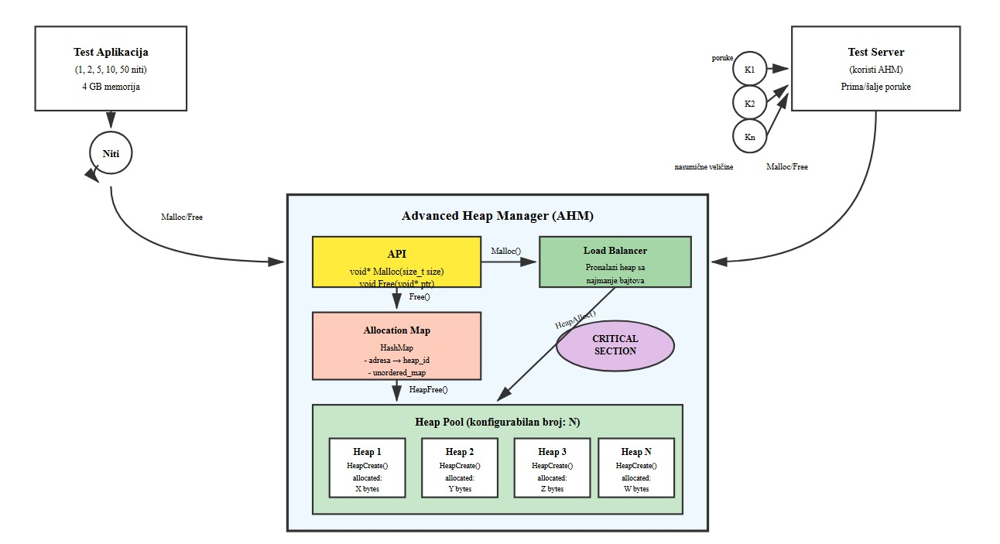 Test Aplikacija
(1, 2, 5, 10, 50 niti)
4 GB memorija
Niti
Malloc/Free
poruke
K1
K2
Kn
nasumične veličine
Malloc/Free
Test Server
(koristi AHM)
Prima/šalje poruke
Advanced Heap Manager (AHM)
API
void* Malloc(size_t size)
void Free(void* ptr)
Malloc()
Load Balancer
Pronalazi heap sa
najmanje bajtova
Free()
HeapAlloc()
Allocation Map
HashMap
- adresa → heap_id
- unordered_map
CRITICAL
SECTION
HeapFree()
Heap Pool (konfigurabilan broj: N)
Heap 1
HeapCreate()
allocated:
X bytes
Heap 2
HeapCreate()
allocated:
Y bytes
Heap 3
HeapCreate()
allocated:
Z bytes
Heap N
HeapCreate()
allocated:
W bytes